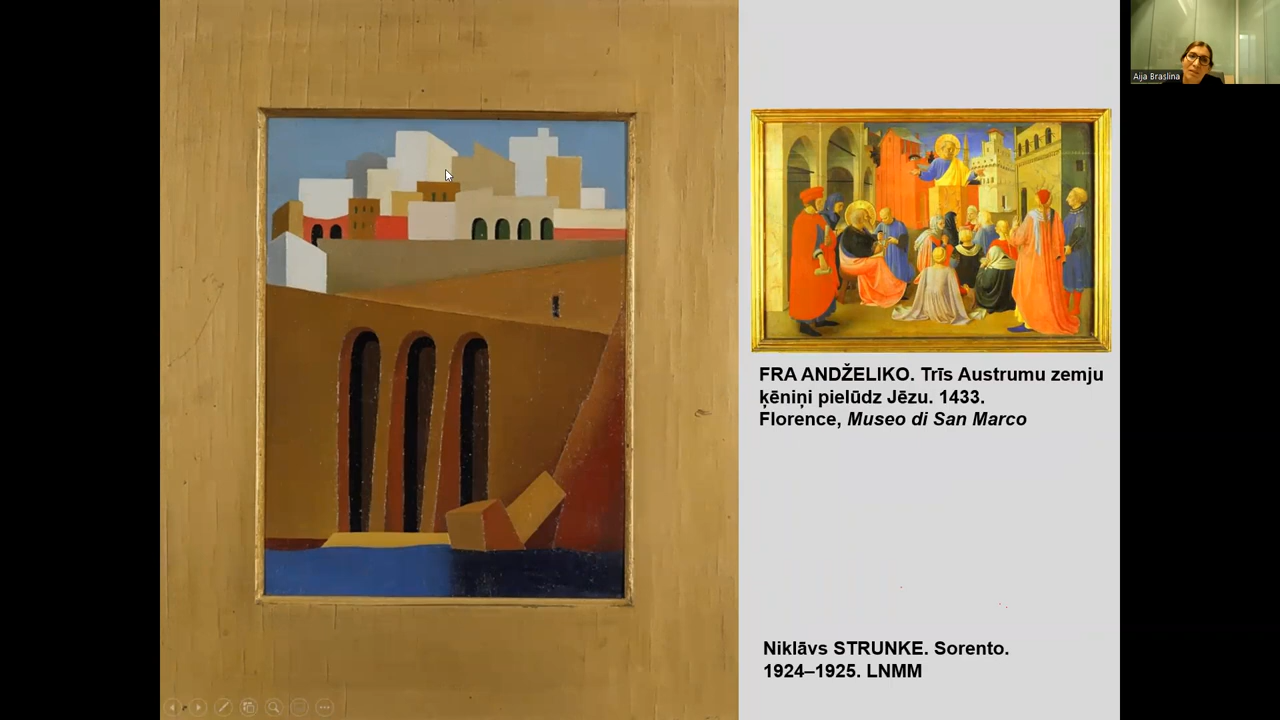 Aija Braslina
FRA ANDŽELIKO. Trīs Austrumu zemju
ķēniņi pielūdz Jēzu. 1433.
Florence, Museo di San Marco
Niklāvs STRUNKE. Sorento.
1924–1925. LNMM